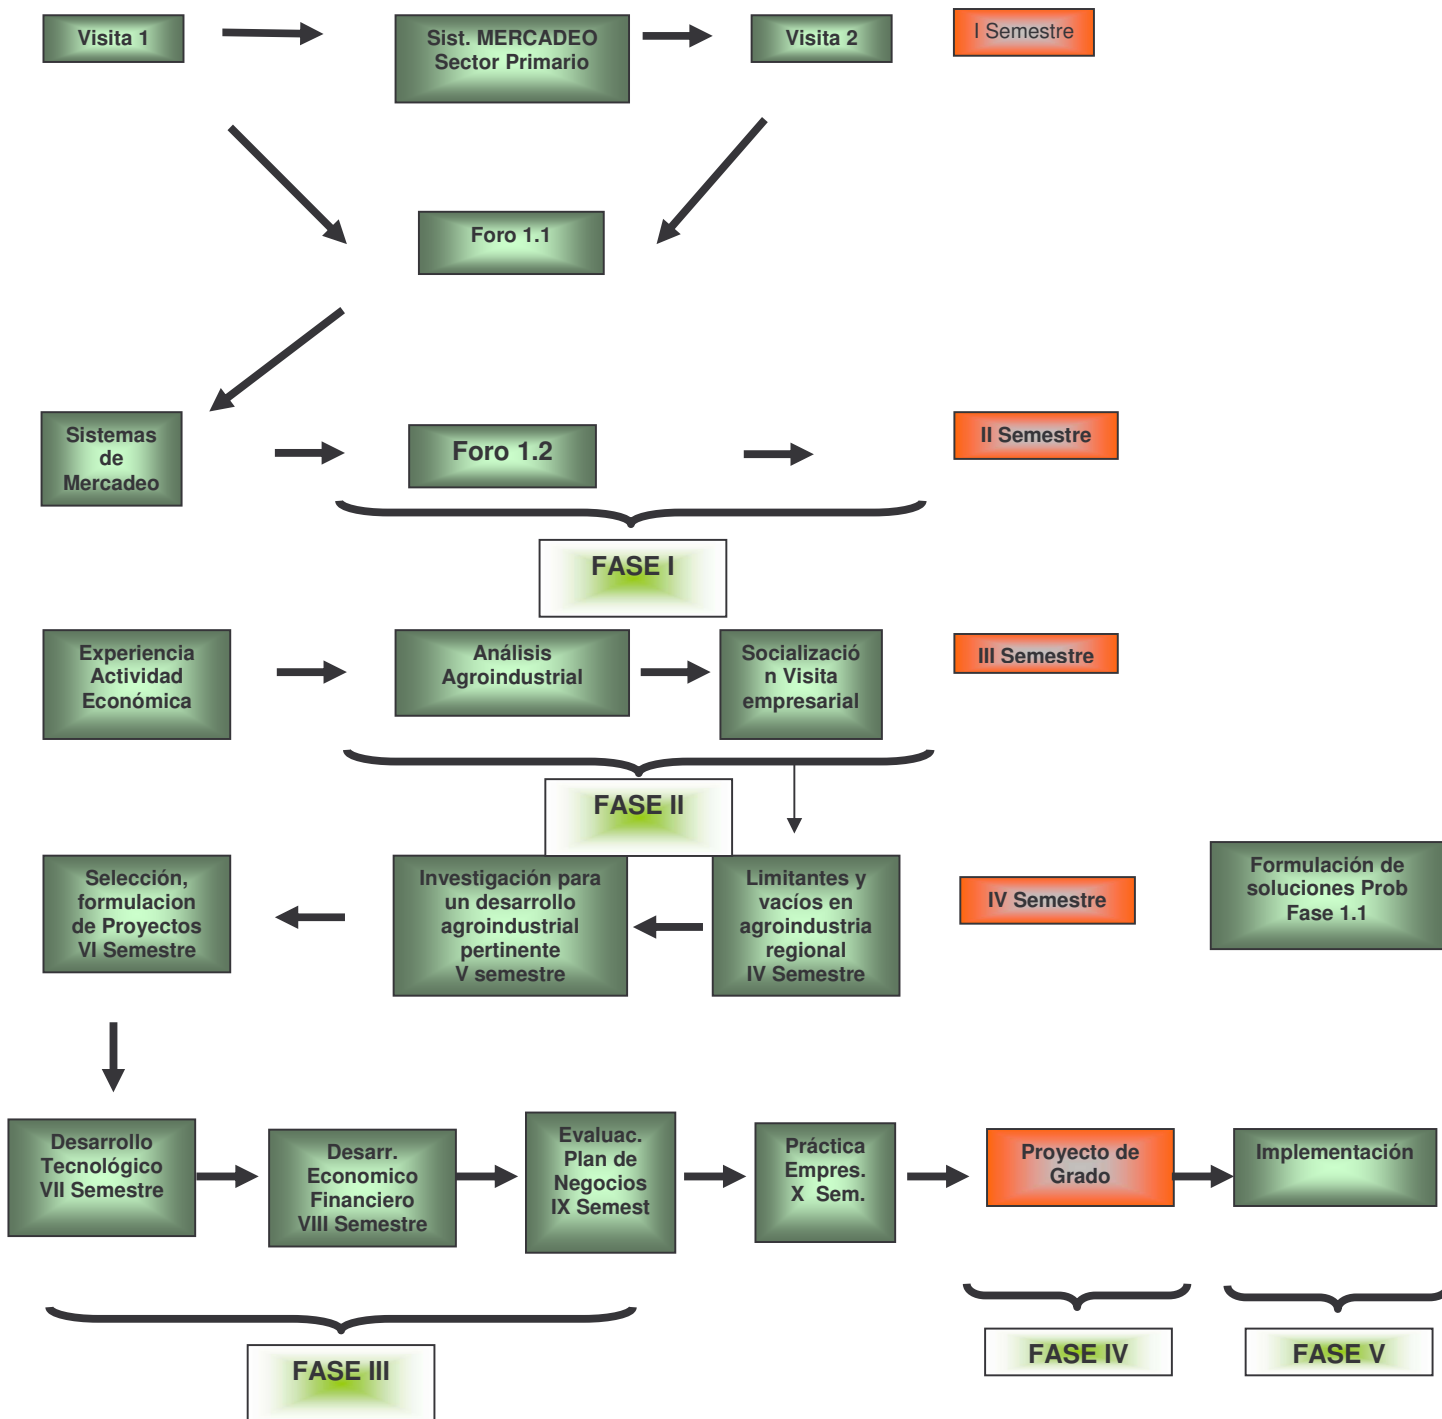 Visita 1
Sist. MERCADEO
Sector Primario
Visita 2
I Semestre
Foro 1.1
Sistemas
de
Mercadeo
Foro 1.2
II Semestre
FASE I
Experiencia
Actividad
Económica
Análisis
Agroindustrial
Socializació
n Visita
empresarial
III Semestre
FASE II
Selección,
formulacion
de Proyectos
VI Semestre
Investigación para
un desarrollo
agroindustrial
pertinente
V semestre
Limitantes y
vacíos en
agroindustria
regional
IV Semestre
IV Semestre
Formulación de
soluciones Prob
Fase 1.1
Desarrollo
Tecnológico
VII Semestre
Desarr.
Economico
Financiero
VIII Semestre
Evaluac.
Plan de
Negocios
IX Semest
Práctica
Empres.
X  Sem.
Proyecto de
Grado
Implementación
FASE III
FASE IV
FASE V